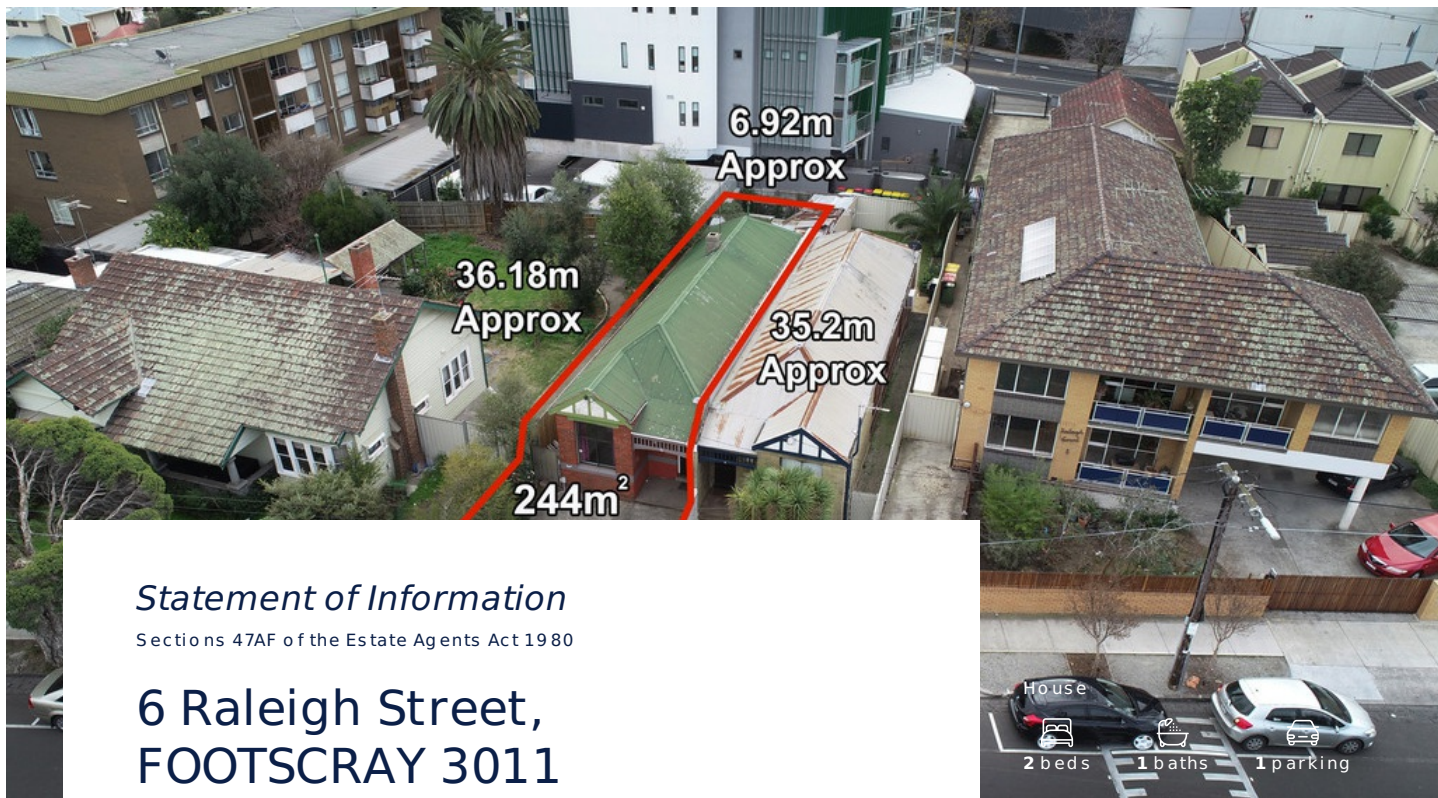 6.92m
Approx
36.18m
Approx
35.2m
Approx
244m²
Statement of Information
Sections 47AF of the Estate Agents Act 1980
6 Raleigh Street,
FOOTSCRAY 3011
House
2 beds
1 baths
1 parking